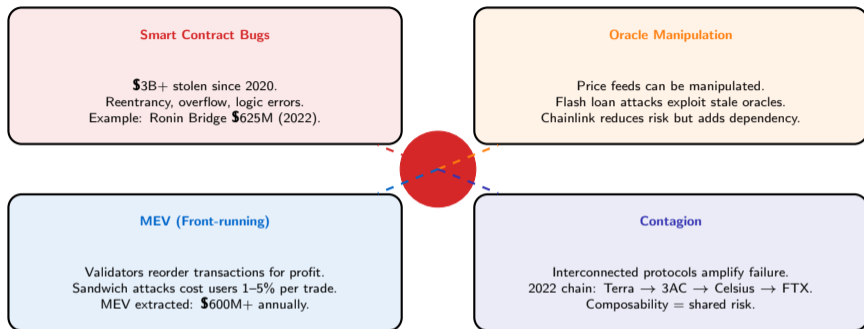 Smart Contract Bugs
$3B+ stolen since 2020.
Reentrancy, overflow, logic errors.
Example: Ronin Bridge $625M (2022).
Oracle Manipulation
Price feeds can be manipulated.
Flash loan attacks exploit stale oracles.
Chainlink reduces risk but adds dependency.
MEV (Front-running)
Validators reorder transactions for profit.
Sandwich attacks cost users 1–5% per trade.
MEV extracted: $600M+ annually.
Contagion
Interconnected protocols amplify failure.
2022 chain: Terra → 3AC → Celsius → FTX.
Composability = shared risk.